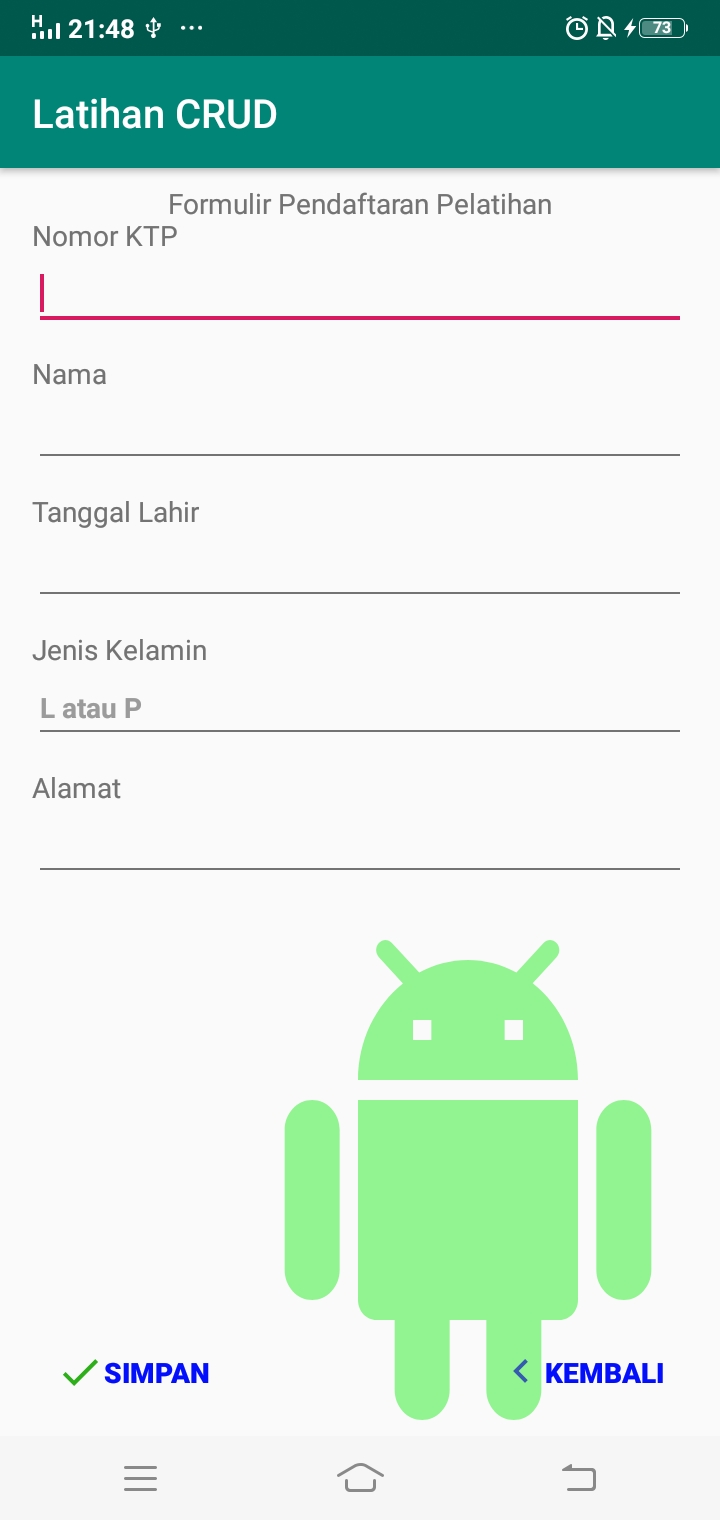 H 21:48 ... 73
Latihan CRUD
Formulir Pendaftaran Pelatihan
Nomor KTP
Nama
Tanggal Lahir
Jenis Kelamin
L atau P
Alamat
SIMPAN KEMBALI